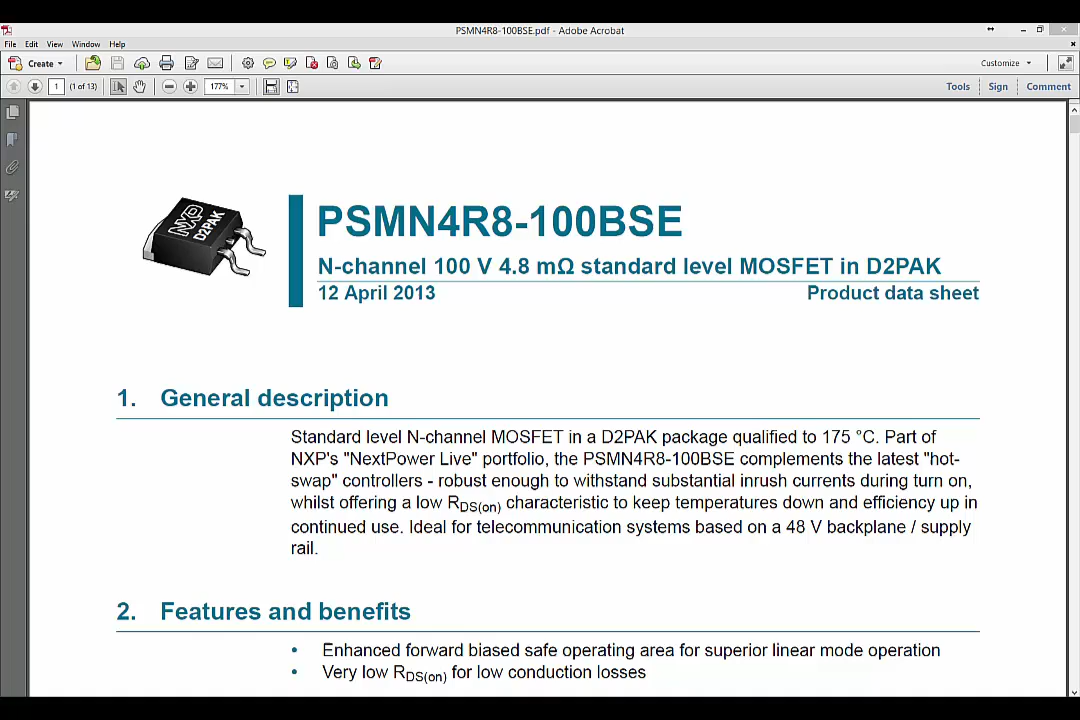 PSMN4R8-100BSE.pdf - Adobe Acrobat
File Edit View Window Help
Create Customize
1 (1 of 13) 177% Tools Sign Comment
NXP
D2PAK
PSMN4R8-100BSE
N-channel 100 V 4.8 mΩ standard level MOSFET in D2PAK
12 April 2013 Product data sheet
1. General description
Standard level N-channel MOSFET in a D2PAK package qualified to 175 °C. Part of
NXP's "NextPower Live" portfolio, the PSMN4R8-100BSE complements the latest "hot-
swap" controllers - robust enough to withstand substantial inrush currents during turn on,
whilst offering a low RDS(on) characteristic to keep temperatures down and efficiency up in
continued use. Ideal for telecommunication systems based on a 48 V backplane / supply
rail.
2. Features and benefits
• Enhanced forward biased safe operating area for superior linear mode operation
• Very low RDS(on) for low conduction losses